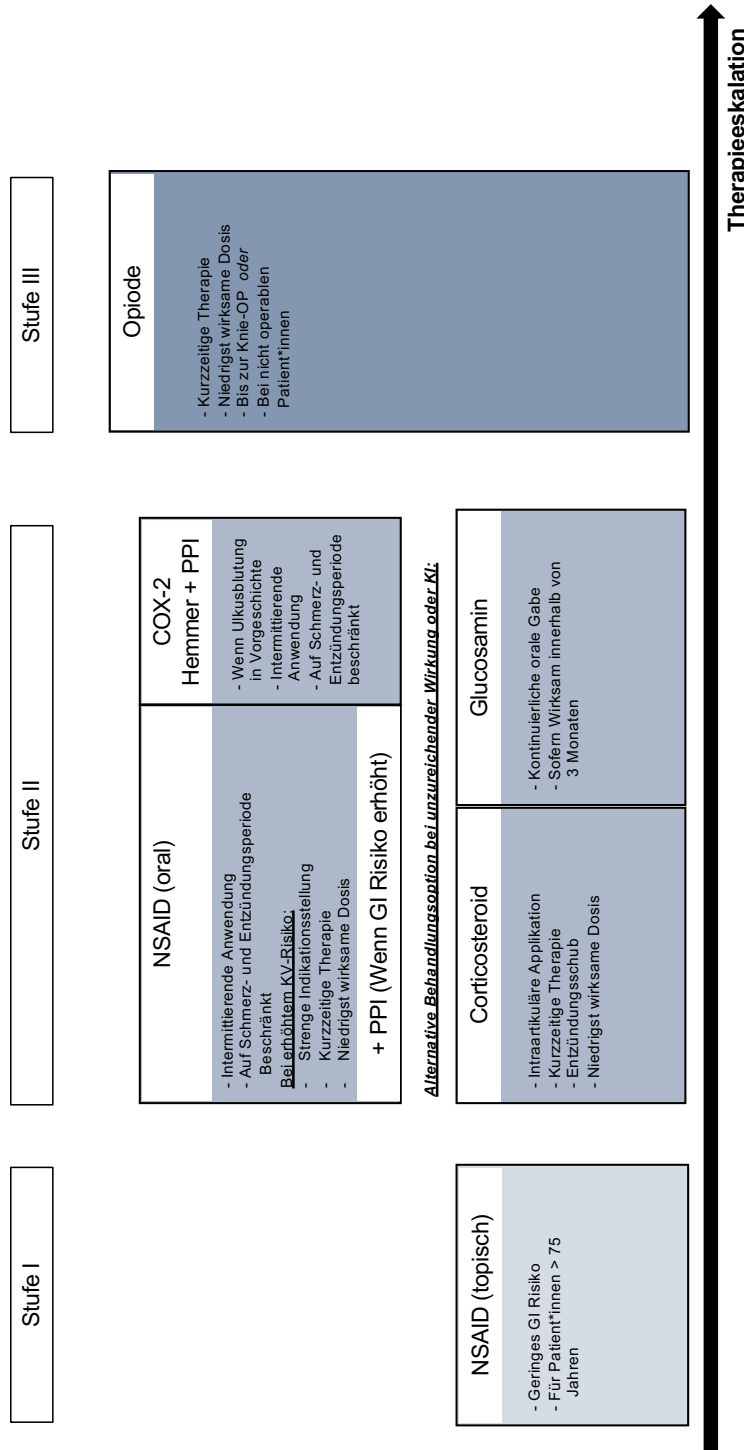 Stufe I
Stufe II
Stufe III
NSAID (topisch)
- Geringes GI Risiko
- Für Patient*innen > 75
Jahren
NSAID (oral)
- Intermittierende Anwendung
- Auf Schmerz- und Entzündungsperiode
Beschränkt
Bei erhöhtem KV-Risiko:
- Strenge Indikationsstellung
- Kurzzeitige Therapie
- Niedrigst wirksame Dosis
+ PPI (Wenn GI Risiko erhöht)
COX-2
Hemmer + PPI
- Wenn Ulkusblutung
in Vorgeschichte
- Intermittierende
Anwendung
- Auf Schmerz- und
Entzündungsperiode
beschränkt
Alternative Behandlungsoption bei unzureichender Wirkung oder KI:
Corticosteroid
- Intraartikuläre Applikation
- Kurzzeitige Therapie
- Entzündungsschub
- Niedrigst wirksame Dosis
Glucosamin
- Kontinuierliche orale Gabe
- Sofern Wirksam innerhalb von
3 Monaten
Opiode
- Kurzzeitige Therapie
- Niedrigst wirksame Dosis
- Bis zur Knie-OP oder
- Bei nicht operablen
Patient*innen
Therapieeskalation